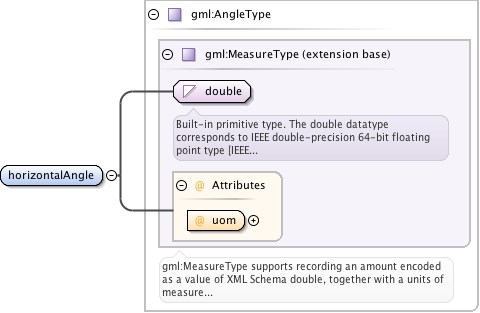 gml:AngleType
gml:MeasureType (extension base)
double
Built-in primitive type. The double datatype
corresponds to IEEE double-precision 64-bit floating
point type [IEEE...
horizontalAngle
@ Attributes
@ uom
gml:MeasureType supports recording an amount encoded
as a value of XML Schema double, together with a units of
measure...